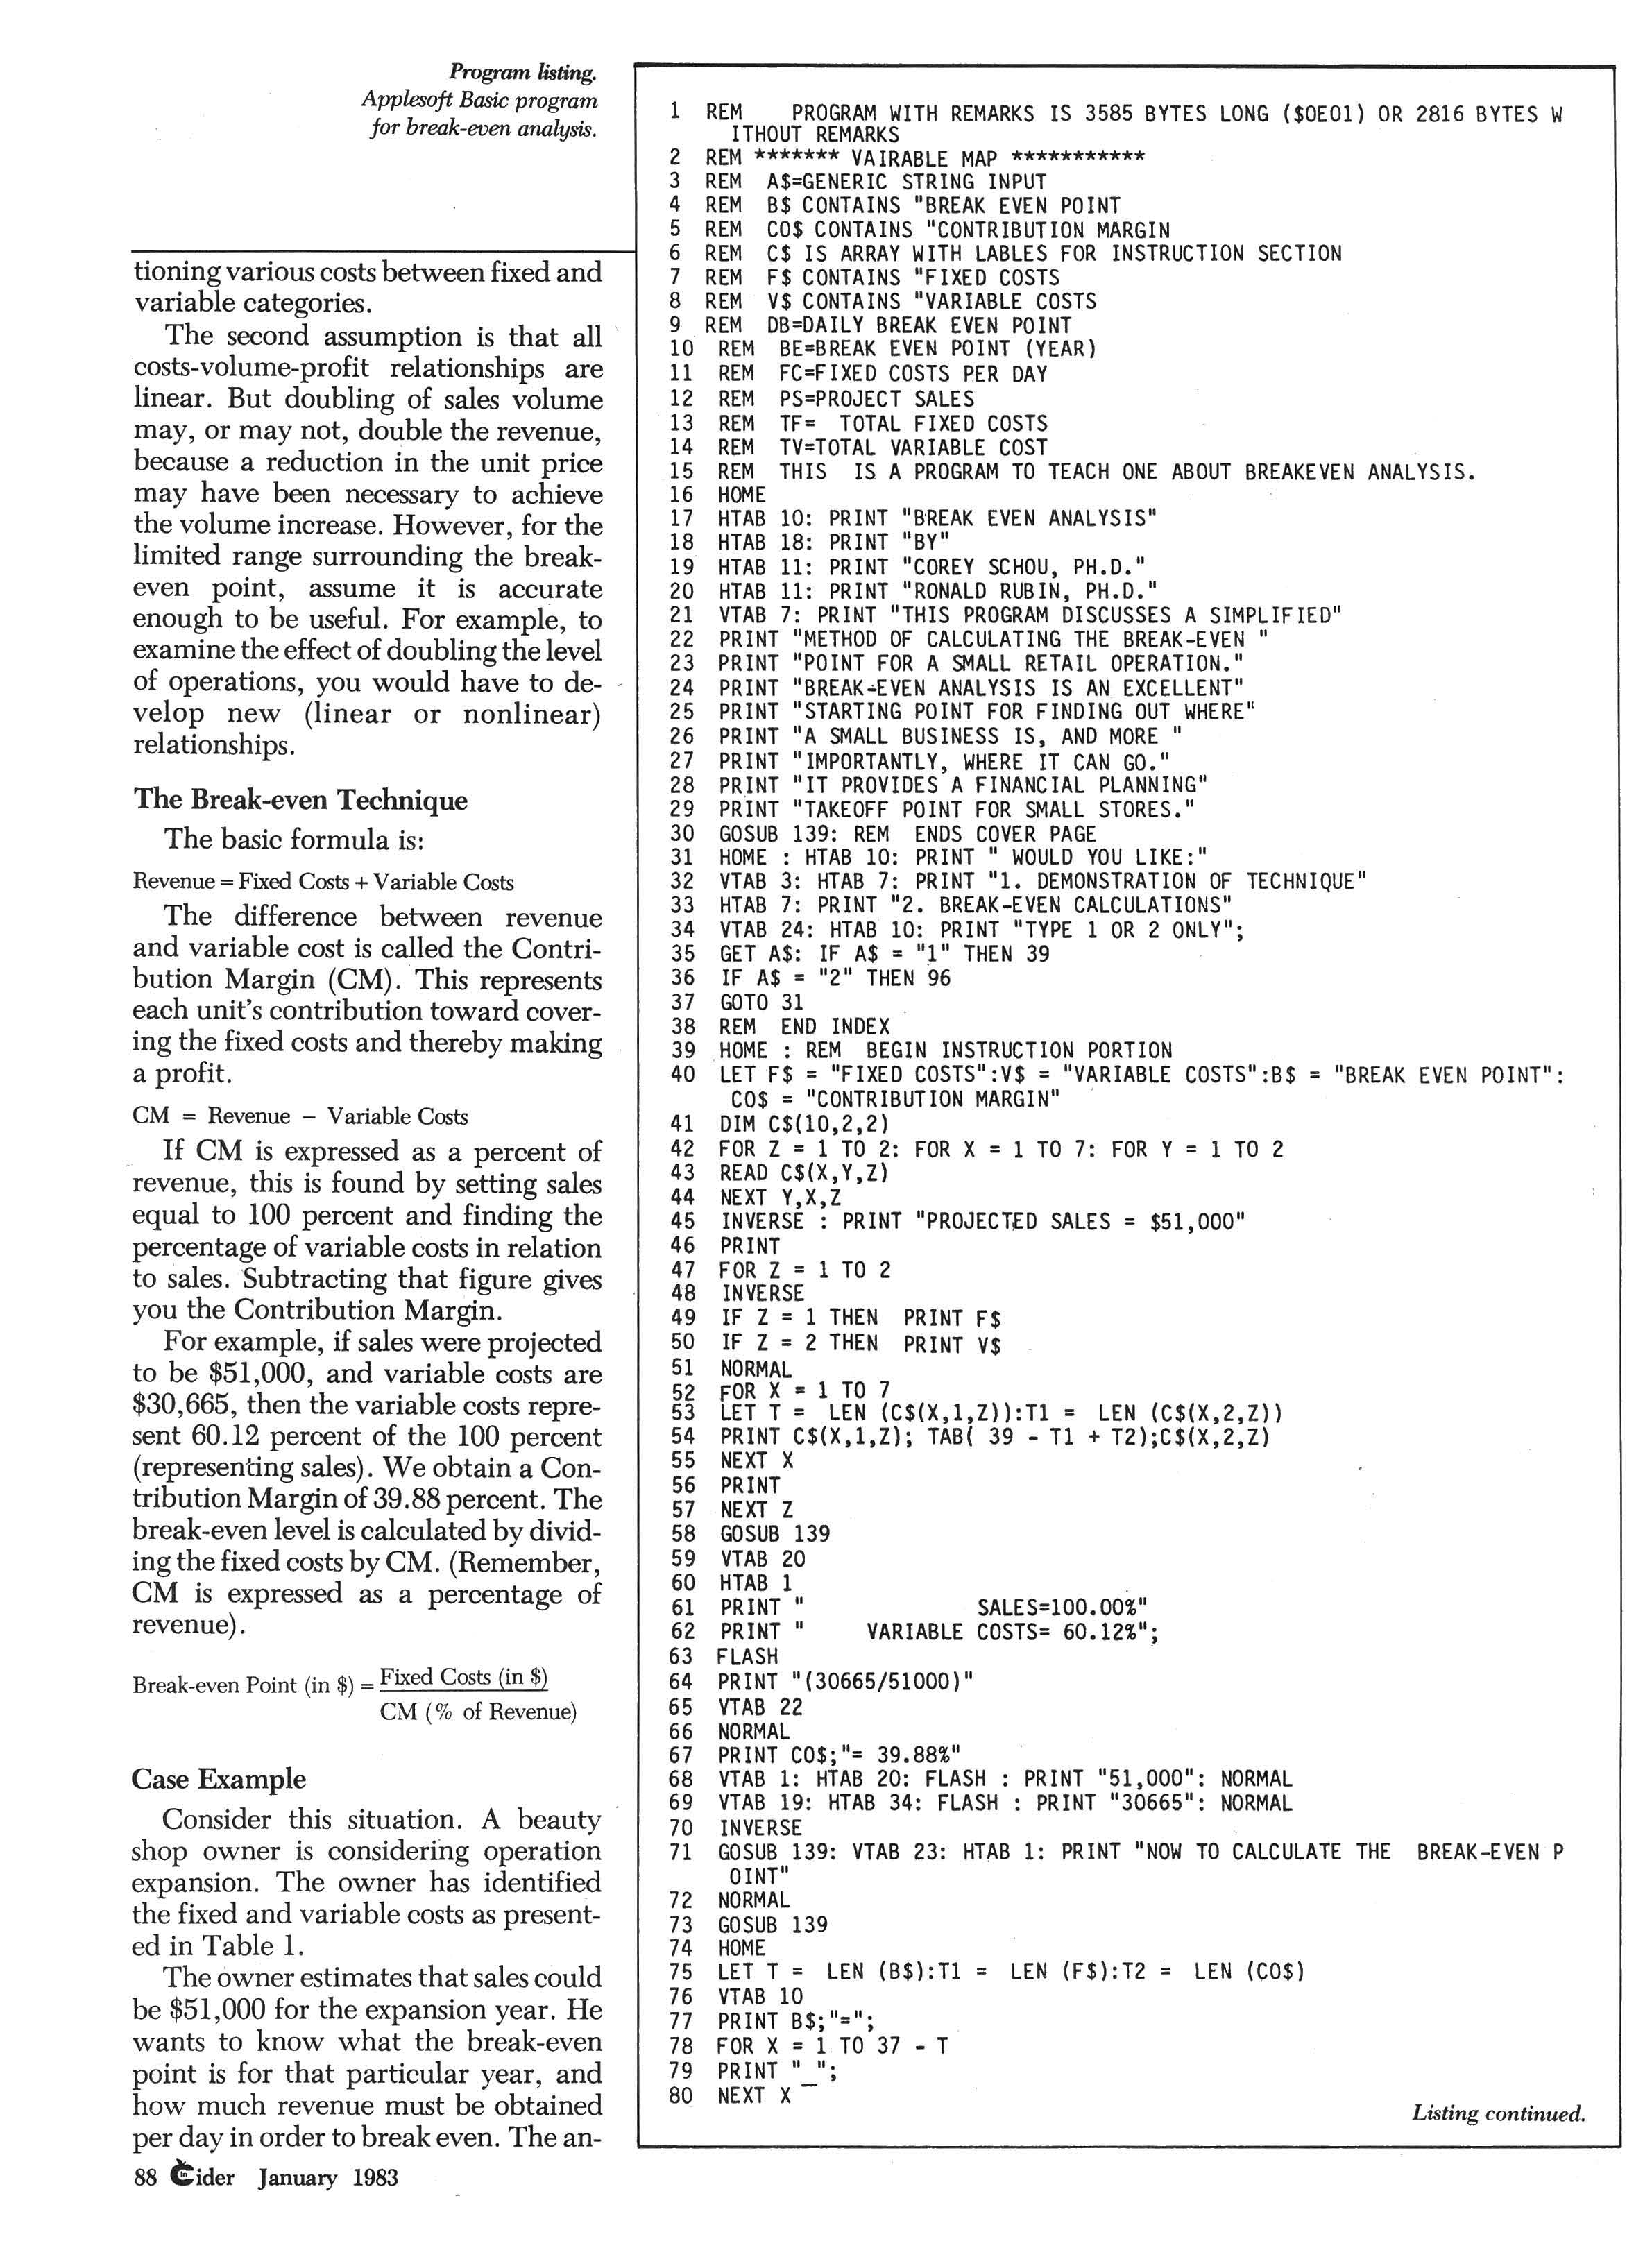 Program listing.
Applesoft Basic program
for break-even analysis.
tioning various costs between fixed and
variable categories.
The second assumption is that all
costs-volume-profit relationships are
linear. But doubling of sales volume
may, or may not, double the revenue,
because a reduction in the unit price
may have been necessary to achieve
the volume increase. However, for the
limited range surrounding the break-
even point, assume it is accurate
enough to be useful. For example, to
examine the effect of doubling the level
of operations, you would have to de-
velop new (linear or nonlinear)
relationships.
The Break-even Technique
The basic formula is:
Revenue = Fixed Costs + Variable Costs
The difference between revenue
and variable cost is called the Contri-
bution Margin (CM). This represents
each unit's contribution toward cover-
ing the fixed costs and thereby making
a profit.
CM = Revenue − Variable Costs
If CM is expressed as a percent of
revenue, this is found by setting sales
equal to 100 percent and finding the
percentage of variable costs in relation
to sales. Subtracting that figure gives
you the Contribution Margin.
For example, if sales were projected
to be $51,000, and variable costs are
$30,665, then the variable costs repre-
sent 60.12 percent of the 100 percent
(representing sales). We obtain a Con-
tribution Margin of 39.88 percent. The
break-even level is calculated by divid-
ing the fixed costs by CM. (Remember,
CM is expressed as a percentage of
revenue).
Break-even Point (in $) = Fixed Costs (in $)
CM (% of Revenue)
Case Example
Consider this situation. A beauty
shop owner is considering operation
expansion. The owner has identified
the fixed and variable costs as present-
ed in Table 1.
The owner estimates that sales could
be $51,000 for the expansion year. He
wants to know what the break-even
point is for that particular year, and
how much revenue must be obtained
per day in order to break even. The an-
1 REM PROGRAM WITH REMARKS IS 3585 BYTES LONG ($0E01) OR 2816 BYTES W
ITHOUT REMARKS
2 REM ******* VAIRABLE MAP ***********
3 REM A$=GENERIC STRING INPUT
4 REM B$ CONTAINS "BREAK EVEN POINT
5 REM CO$ CONTAINS "CONTRIBUTION MARGIN
6 REM C$ IS ARRAY WITH LABLES FOR INSTRUCTION SECTION
7 REM F$ CONTAINS "FIXED COSTS
8 REM V$ CONTAINS "VARIABLE COSTS
9 REM DB=DAILY BREAK EVEN POINT
10 REM BE=BREAK EVEN POINT (YEAR)
11 REM FC=FIXED COSTS PER DAY
12 REM PS=PROJECT SALES
13 REM TF= TOTAL FIXED COSTS
14 REM TV=TOTAL VARIABLE COST
15 REM THIS IS A PROGRAM TO TEACH ONE ABOUT BREAKEVEN ANALYSIS.
16 HOME
17 HTAB 10: PRINT "BREAK EVEN ANALYSIS"
18 HTAB 18: PRINT "BY"
19 HTAB 11: PRINT "COREY SCHOU, PH.D."
20 HTAB 11: PRINT "RONALD RUBIN, PH.D."
21 VTAB 7: PRINT "THIS PROGRAM DISCUSSES A SIMPLIFIED"
22 PRINT "METHOD OF CALCULATING THE BREAK-EVEN "
23 PRINT "POINT FOR A SMALL RETAIL OPERATION."
24 PRINT "BREAK-EVEN ANALYSIS IS AN EXCELLENT"
25 PRINT "STARTING POINT FOR FINDING OUT WHERE"
26 PRINT "A SMALL BUSINESS IS, AND MORE "
27 PRINT "IMPORTANTLY, WHERE IT CAN GO."
28 PRINT "IT PROVIDES A FINANCIAL PLANNING"
29 PRINT "TAKEOFF POINT FOR SMALL STORES."
30 GOSUB 139: REM ENDS COVER PAGE
31 HOME : HTAB 10: PRINT " WOULD YOU LIKE:"
32 VTAB 3: HTAB 7: PRINT "1. DEMONSTRATION OF TECHNIQUE"
33 HTAB 7: PRINT "2. BREAK-EVEN CALCULATIONS"
34 VTAB 24: HTAB 10: PRINT "TYPE 1 OR 2 ONLY";
35 GET A$: IF A$ = "1" THEN 39
36 IF A$ = "2" THEN 96
37 GOTO 31
38 REM END INDEX
39 HOME : REM BEGIN INSTRUCTION PORTION
40 LET F$ = "FIXED COSTS":V$ = "VARIABLE COSTS":B$ = "BREAK EVEN POINT":
CO$ = "CONTRIBUTION MARGIN"
41 DIM C$(10,2,2)
42 FOR Z = 1 TO 2: FOR X = 1 TO 7: FOR Y = 1 TO 2
43 READ C$(X,Y,Z)
44 NEXT Y,X,Z
45 INVERSE : PRINT "PROJECTED SALES = $51,000"
46 PRINT
47 FOR Z = 1 TO 2
48 INVERSE
49 IF Z = 1 THEN PRINT F$
50 IF Z = 2 THEN PRINT V$
51 NORMAL
52 FOR X = 1 TO 7
53 LET T = LEN (C$(X,1,Z)):T1 = LEN (C$(X,2,Z))
54 PRINT C$(X,1,Z); TAB( 39 - T1 + T2);C$(X,2,Z)
55 NEXT X
56 PRINT
57 NEXT Z
58 GOSUB 139
59 VTAB 20
60 HTAB 1
61 PRINT " SALES=100.00%"
62 PRINT " VARIABLE COSTS= 60.12%";
63 FLASH
64 PRINT "(30665/51000)"
65 VTAB 22
66 NORMAL
67 PRINT CO$;"= 39.88%"
68 VTAB 1: HTAB 20: FLASH : PRINT "51,000": NORMAL
69 VTAB 19: HTAB 34: FLASH : PRINT "30665": NORMAL
70 INVERSE
71 GOSUB 139: VTAB 23: HTAB 1: PRINT "NOW TO CALCULATE THE BREAK-EVEN P
OINT"
72 NORMAL
73 GOSUB 139
74 HOME
75 LET T = LEN (B$):T1 = LEN (F$):T2 = LEN (CO$)
76 VTAB 10
77 PRINT B$;"=";
78 FOR X = 1 TO 37 - T
79 PRINT "_";
80 NEXT X
Listing continued.
88 inCider January 1983